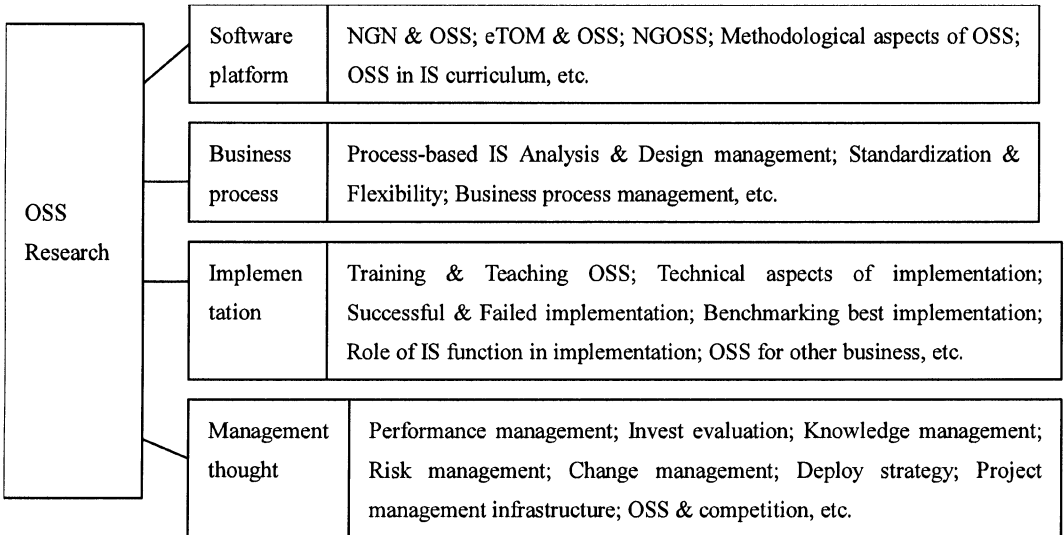 OSS
Research
Software
platform
NGN & OSS; eTOM & OSS; NGOSS; Methodological aspects of OSS;
OSS in IS curriculum, etc.
Business
process
Process-based IS Analysis & Design management; Standardization &
Flexibility; Business process management, etc.
Implemen
tation
Training & Teaching OSS; Technical aspects of implementation;
Successful & Failed implementation; Benchmarking best implementation;
Role of IS function in implementation; OSS for other business, etc.
Management
thought
Performance management; Invest evaluation; Knowledge management;
Risk management; Change management; Deploy strategy; Project
management infrastructure; OSS & competition, etc.